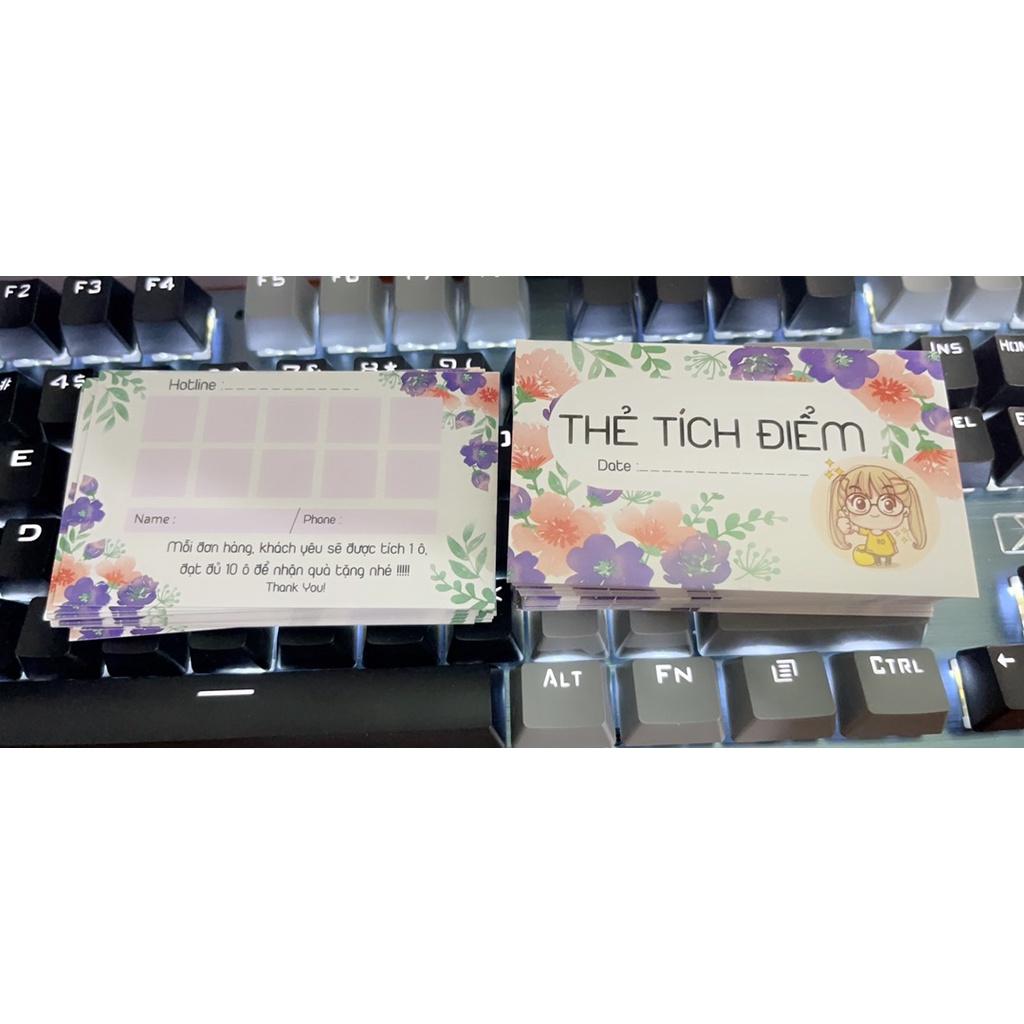 F2 F3 F4 F5
INS
4$
E
D
Hotline :
Name : / Phone :
Mỗi đơn hàng, khách yêu sẽ được tích 1 ô,
đạt đủ 10 ô để nhận quà tặng nhé !!!!!
Thank You!
THẺ TÍCH ĐIỂM
Date :
ALT FN CTRL